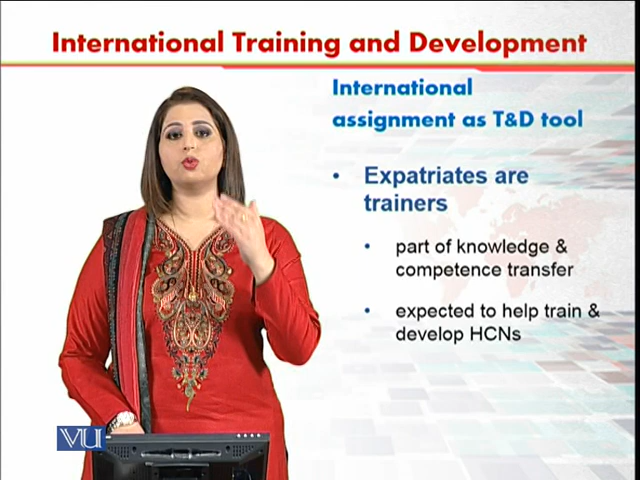 International Training and Development
International
assignment as T&D tool
• Expatriates are
trainers
• part of knowledge &
competence transfer
• expected to help train &
develop HCNs
VU